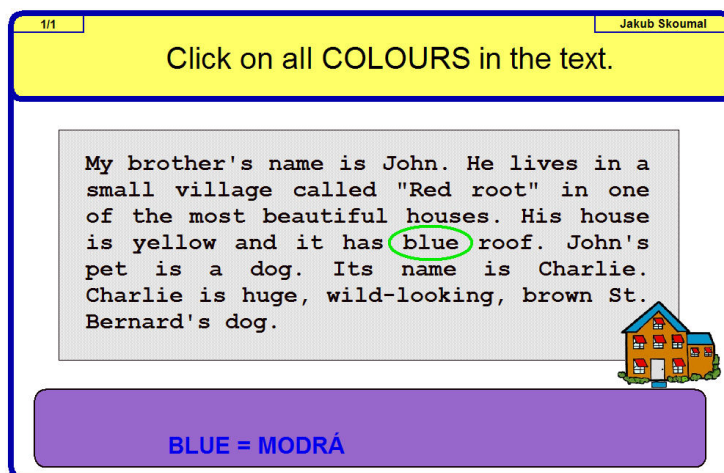 1/1
Jakub Skoumal
Click on all COLOURS in the text.
My brother's name is John. He lives in a
small village called "Red root" in one
of the most beautiful houses. His house
is yellow and it has blue roof. John's
pet is a dog. Its name is Charlie.
Charlie is huge, wild-looking, brown St.
Bernard's dog.
BLUE = MODRÁ